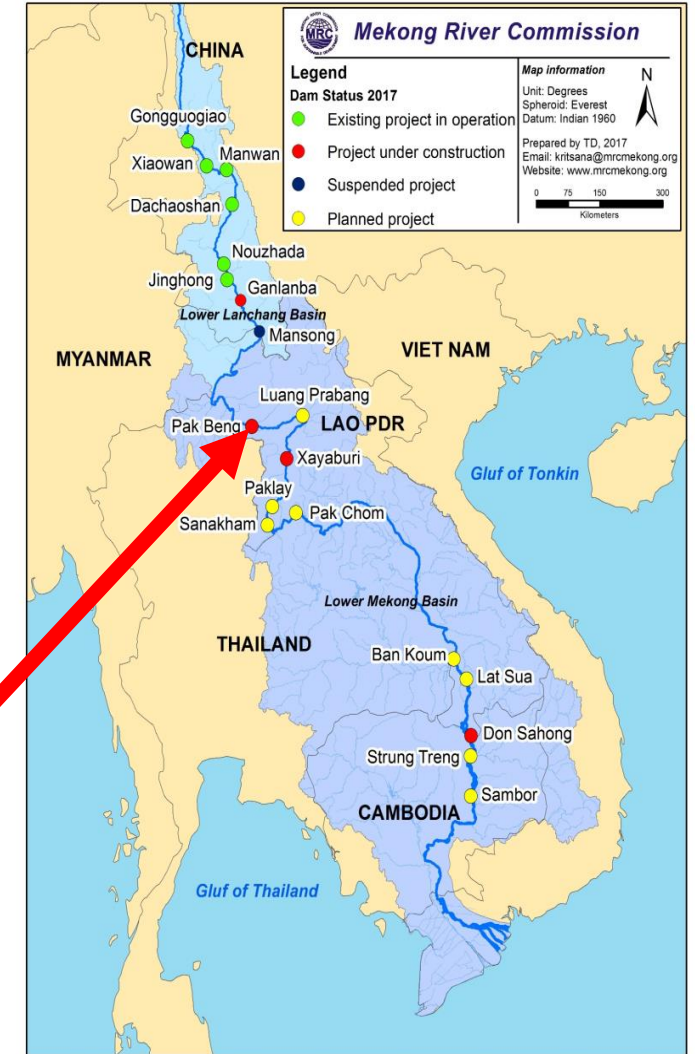 CHINA
MRC
Mekong River Commission
Legend
Dam Status 2017
Existing project in operation
Project under construction
Suspended project
Planned project
Map information
Unit: Degrees
Spheroid: Everest
Datum: Indian 1960
N
Prepared by TD, 2017
Email: kritsana@mrcmekong.org
Website: www.mrcmekong.org
0 75 150 300
Kilometers
Gongguogiao
Xiaowan
Manwan
Dachaoshan
Nouzhada
Jinghong
Ganlanba
Lower Lanchang Basin
Mansong
MYANMAR
VIET NAM
Luang Prabang
Pak Beng
LAO PDR
Xayaburi
Gluf of Tonkin
Paklay
Pak Chom
Sanakham
Lower Mekong Basin
THAILAND
Ban Koum
Lat Sua
Don Sahong
Strung Treng
Sambor
CAMBODIA
Gluf of Thailand